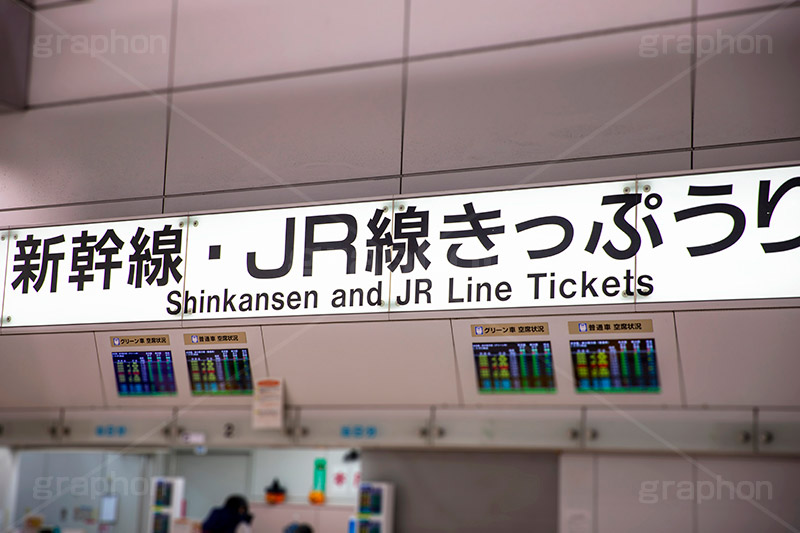 新幹線・JR線きっぷうり
Shinkansen and JR Line Tickets
グリーン車 空席状況
普通車 空席状況
グリーン車 空席状況
普通車 空席状況
graphon
graphon
graphon
graphon